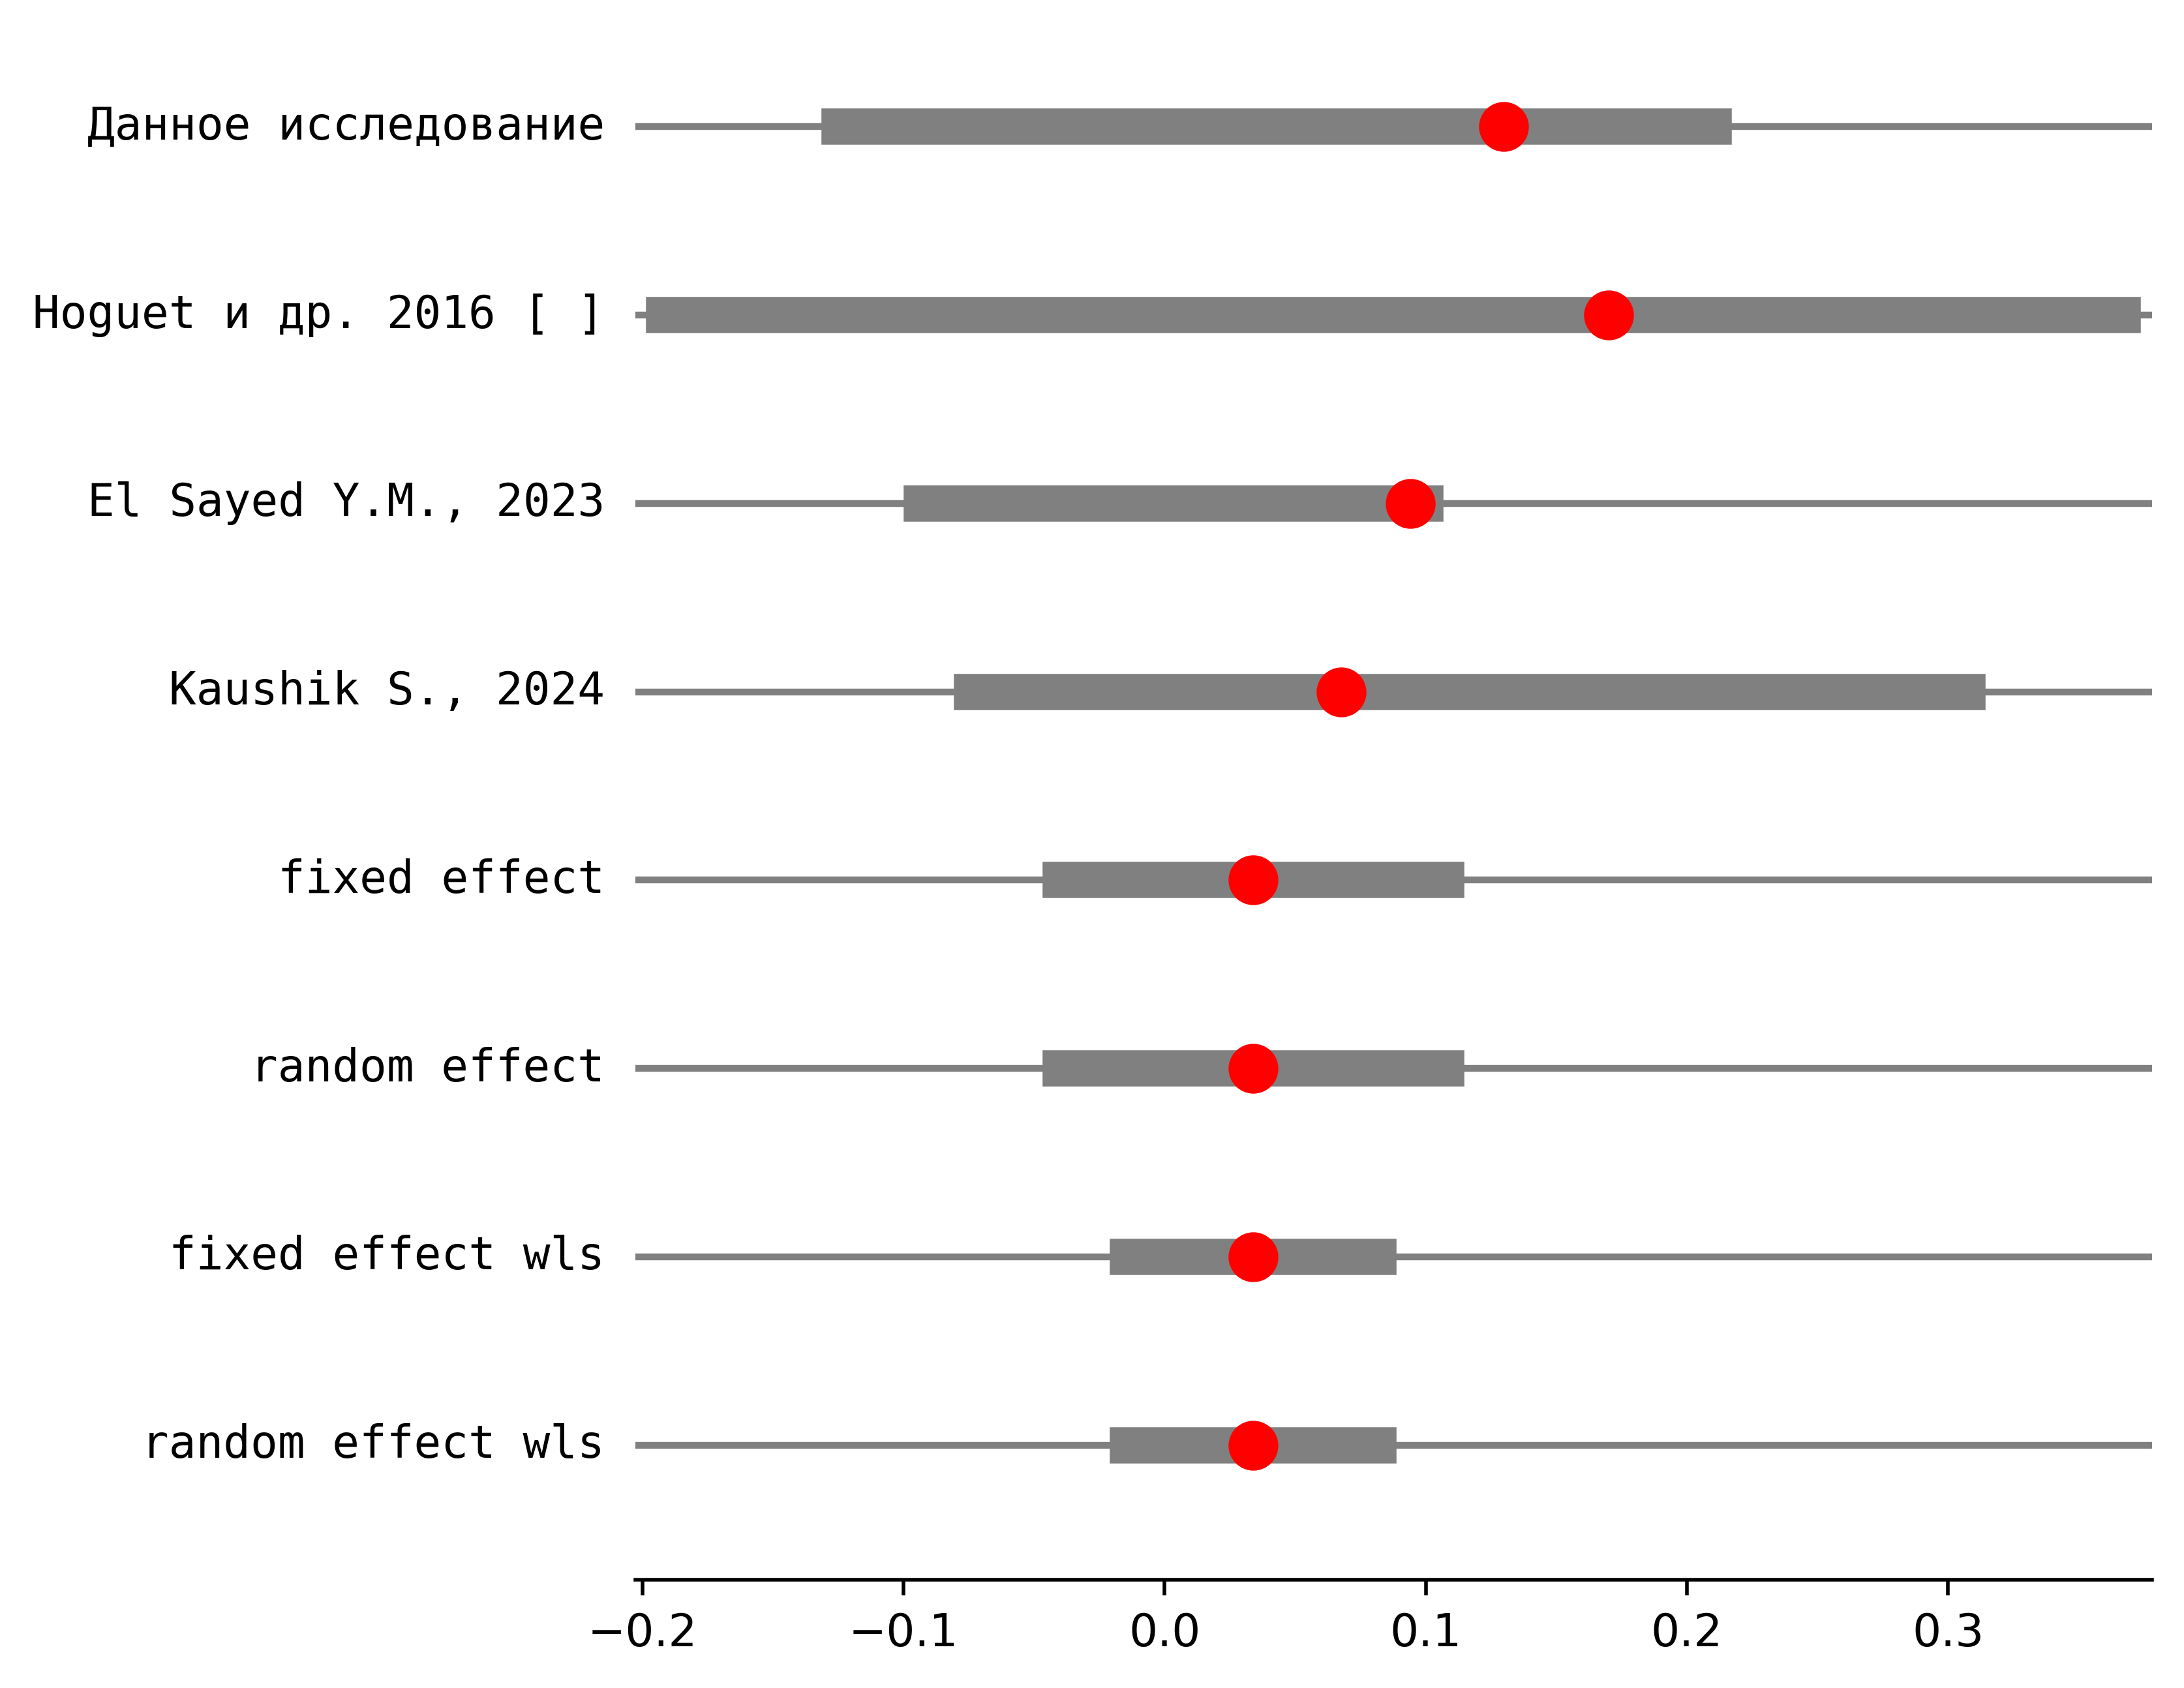 Данное исследование
Hoguet и др. 2016 [ ]
El Sayed Y.M., 2023
Kaushik S., 2024
fixed effect
random effect
fixed effect wls
random effect wls
−0.2 −0.1 0.0 0.1 0.2 0.3